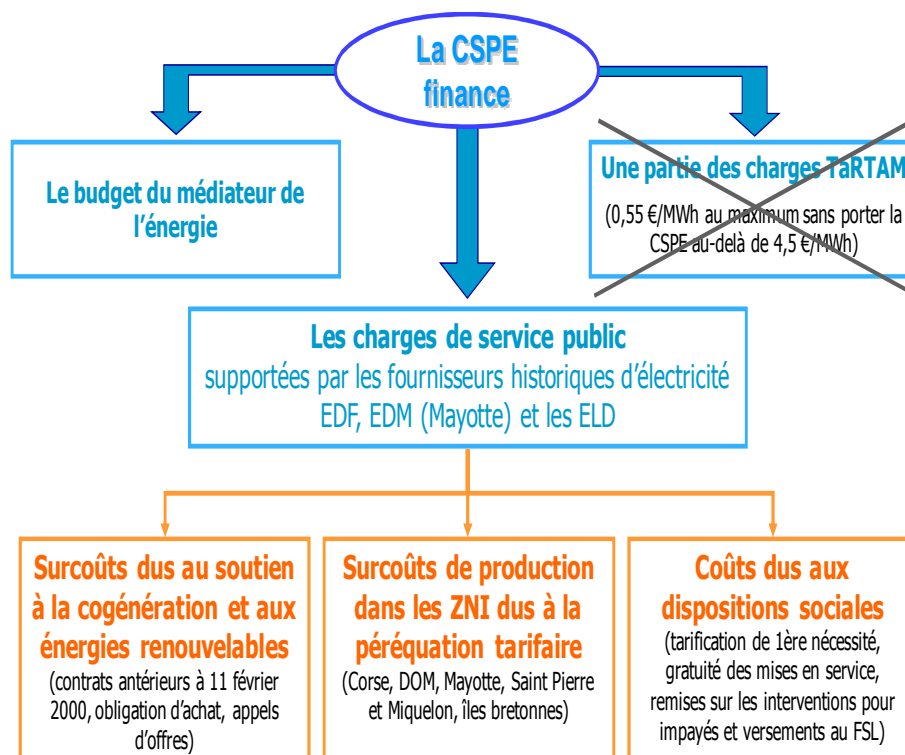 La CSPE
finance
Le budget du médiateur de
l'énergie
Une partie des charges TaRTAM
(0,55 €/MWh au maximum sans porter la
CSPE au-delà de 4,5 €/MWh)
Les charges de service public
supportées par les fournisseurs historiques d'électricité
EDF, EDM (Mayotte) et les ELD
Surcoûts dus au soutien
à la cogénération et aux
énergies renouvelables
(contrats antérieurs à 11 février
2000, obligation d'achat, appels
d'offres)
Surcoûts de production
dans les ZNI dus à la
péréquation tarifaire
(Corse, DOM, Mayotte, Saint Pierre
et Miquelon, îles bretonnes)
Coûts dus aux
dispositions sociales
(tarification de 1ère nécessité,
gratuité des mises en service,
remises sur les interventions pour
impayés et versements au FSL)